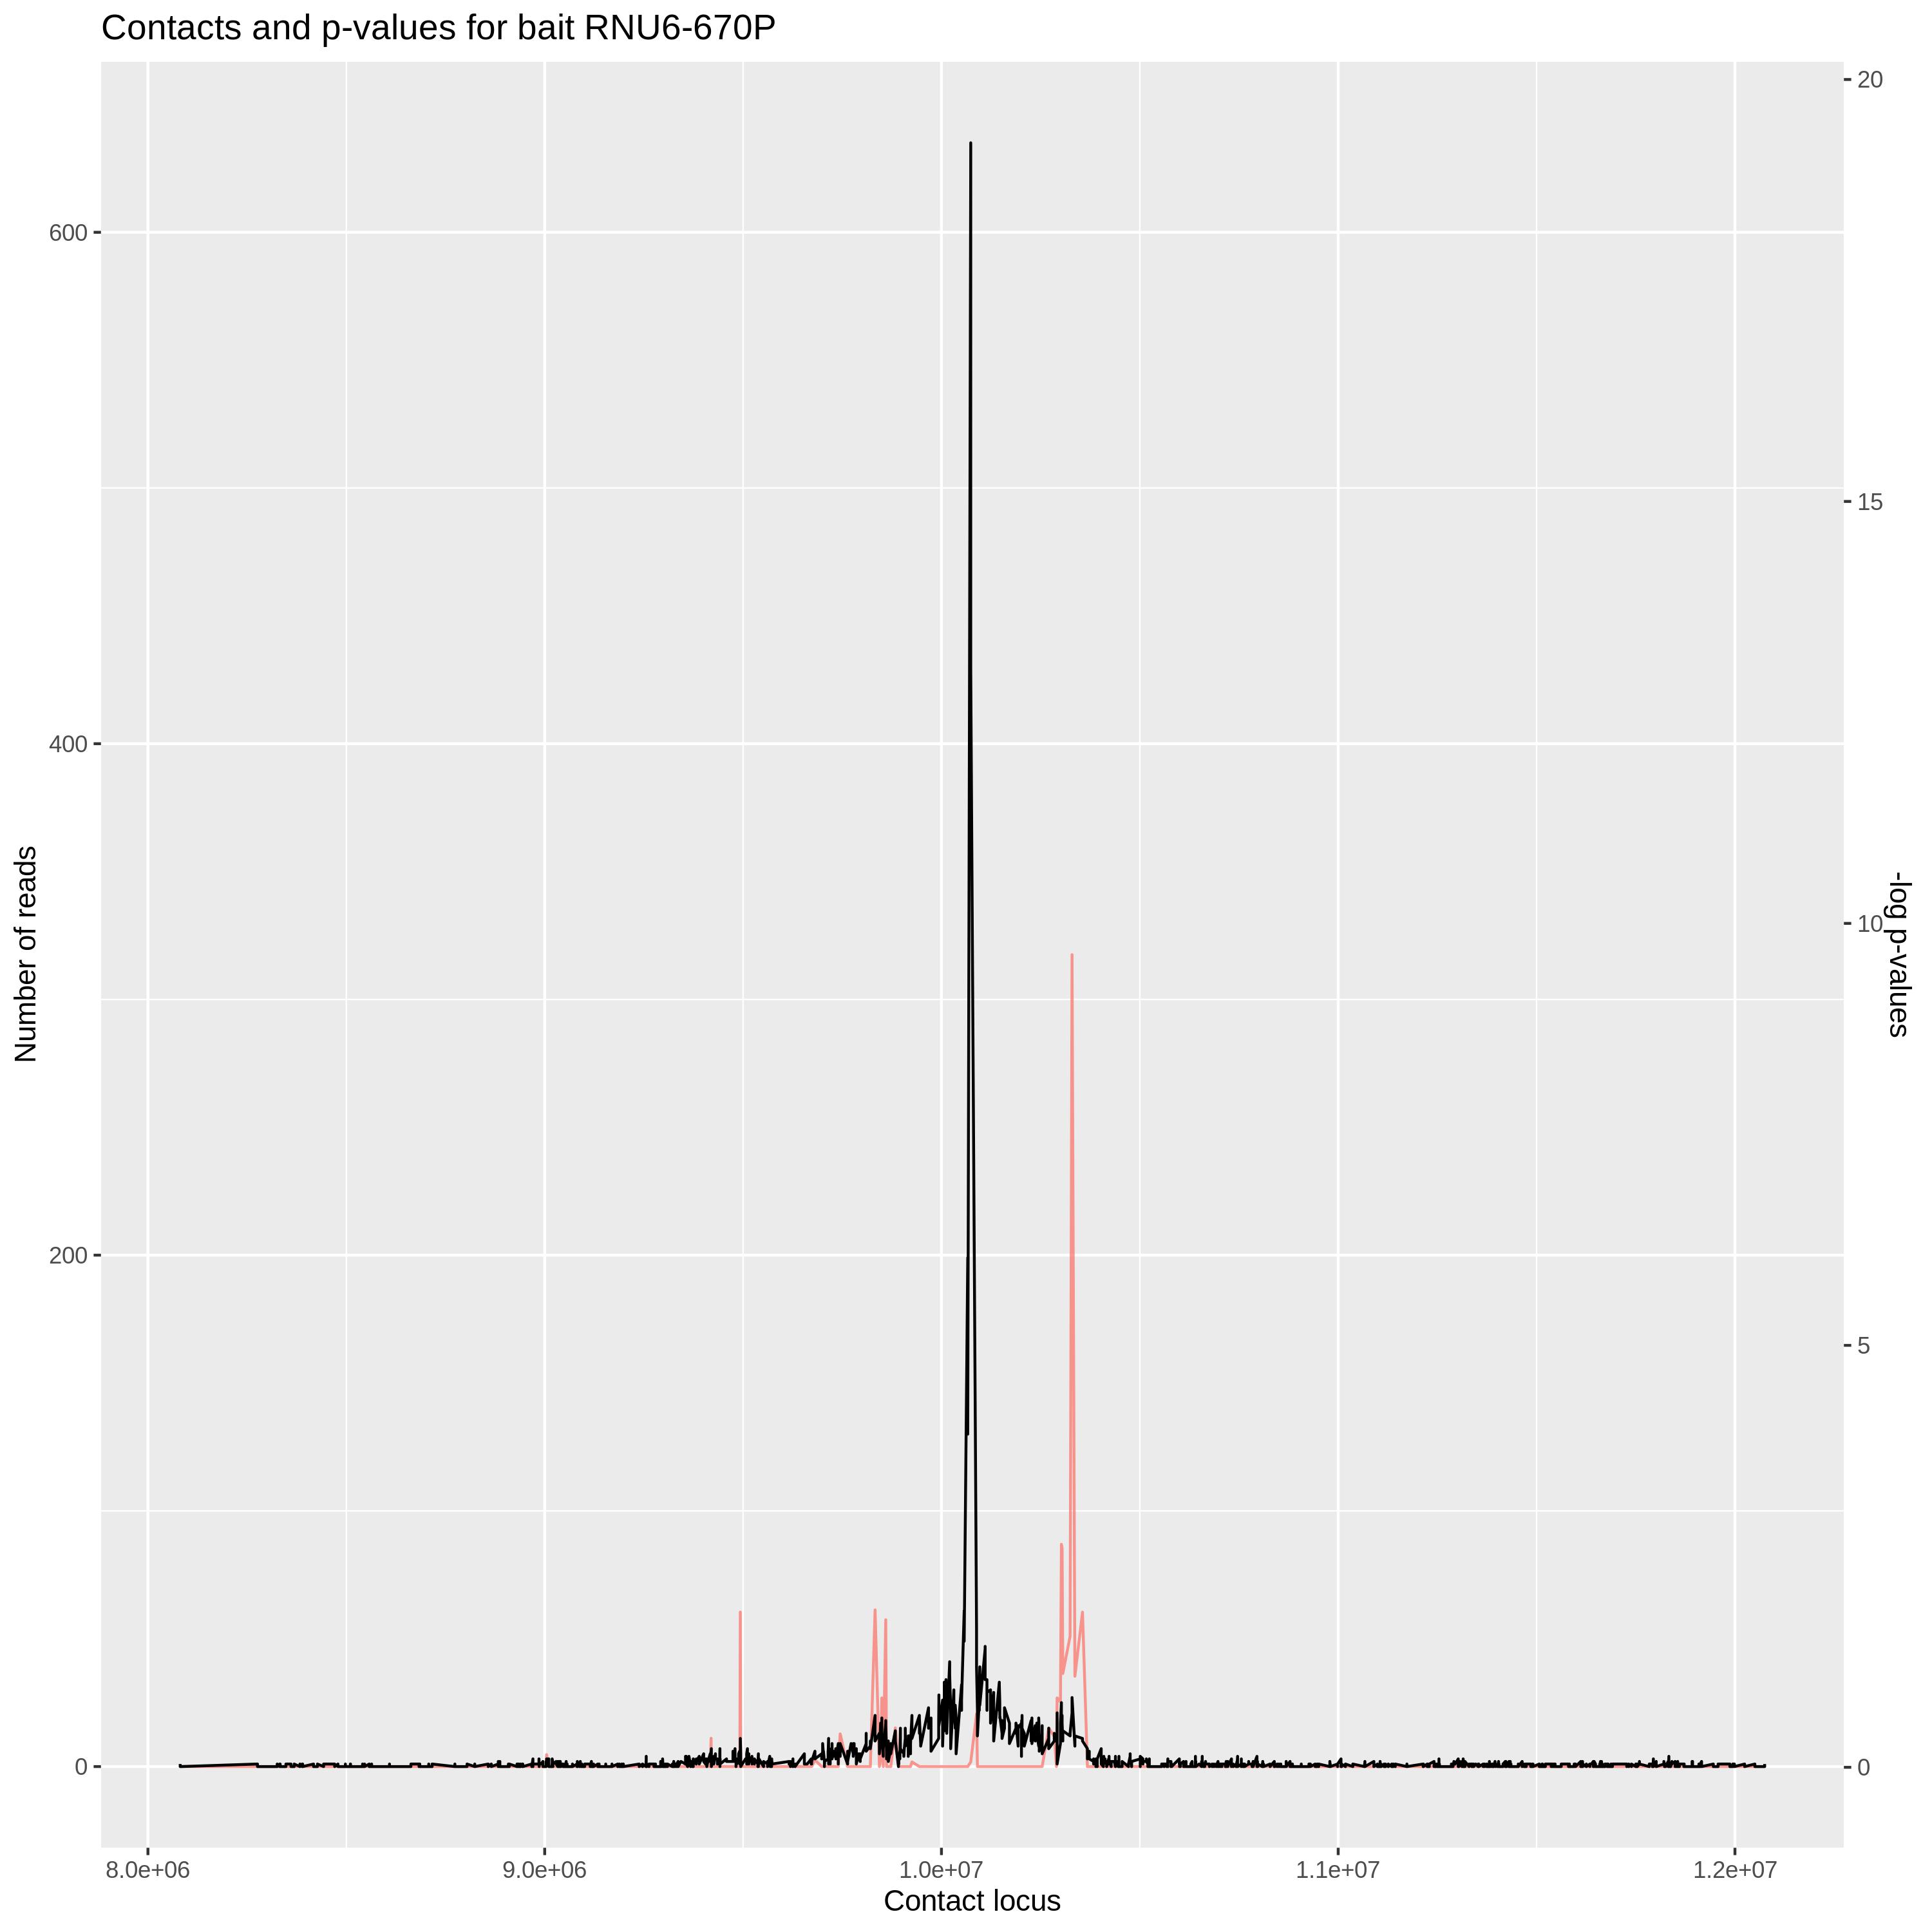 Contacts and p-values for bait RNU6-670P
600
400
200
0
Number of reads
20
15
10
5
0
-log p-values
8.0e+06
9.0e+06
1.0e+07
1.1e+07
1.2e+07
Contact locus